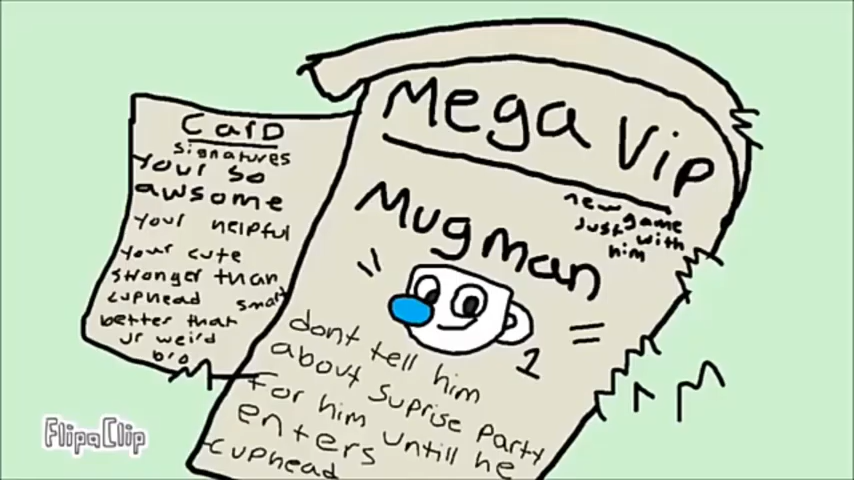 Card
signatures
your so
awsome
your helpful
your cute
stronger than
cuphead smart
better that
ur weird
bro
Mega Vip
new game
just with
him
Mugman
1
dont tell him
about suprise party
for him untill he
enters
cuphead
FlipaClip